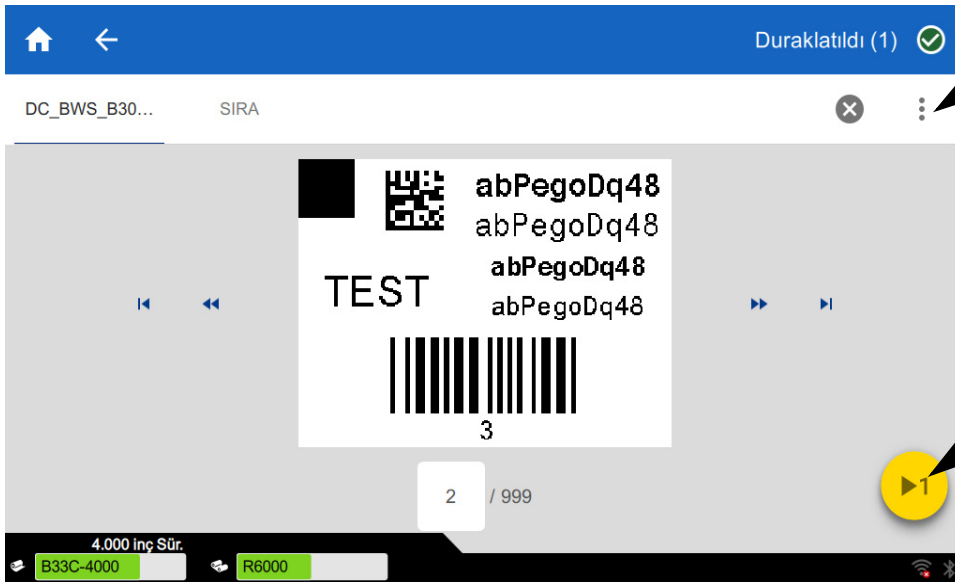 Duraklatıldı (1)
DC_BWS_B30... SIRA
abPegoDq48
abPegoDq48
abPegoDq48
TEST
abPegoDq48
3
2 / 999
1
4.000 inç Sür.
B33C-4000 R6000